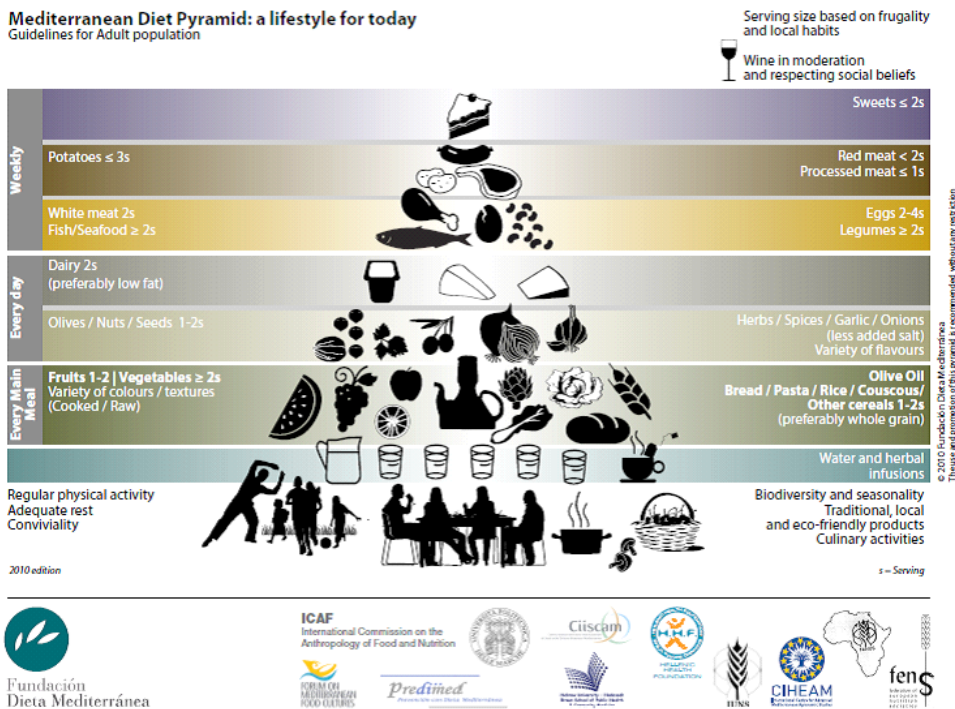 Mediterranean Diet Pyramid: a lifestyle for today
Guidelines for Adult population
Serving size based on frugality
and local habits
Wine in moderation
and respecting social beliefs
Weekly
Sweets ≤ 2s
Potatoes ≤ 3s
Red meat < 2s
Processed meat ≤ 1s
White meat 2s
Fish/Seafood ≥ 2s
Eggs 2-4s
Legumes ≥ 2s
Every day
Dairy 2s
(preferably low fat)
Olives / Nuts / Seeds 1-2s
Herbs / Spices / Garlic / Onions
(less added salt)
Variety of flavours
Every Main
Meal
Fruits 1-2 | Vegetables ≥ 2s
Variety of colours / textures
(Cooked / Raw)
Olive Oil
Bread / Pasta / Rice / Couscous/
Other cereals 1-2s
(preferably whole grain)
Water and herbal
infusions
Regular physical activity
Adequate rest
Conviviality
Biodiversity and seasonality
Traditional, local
and eco-friendly products
Culinary activities
© 2010 Fundación Dieta Mediterránea
The use and promotion of this pyramid is recommended without any restriction
2010 edition
s = Serving
Fundación
Dieta Mediterránea
ICAF
International Commission on the
Anthropology of Food and Nutrition
FORUM ON
MEDITERRANEAN
FOOD CULTURES
Predimed
Ciiscam
H.H.F.
HELLENIC
HEALTH
FOUNDATION
IUNS
CIHEAM
fens